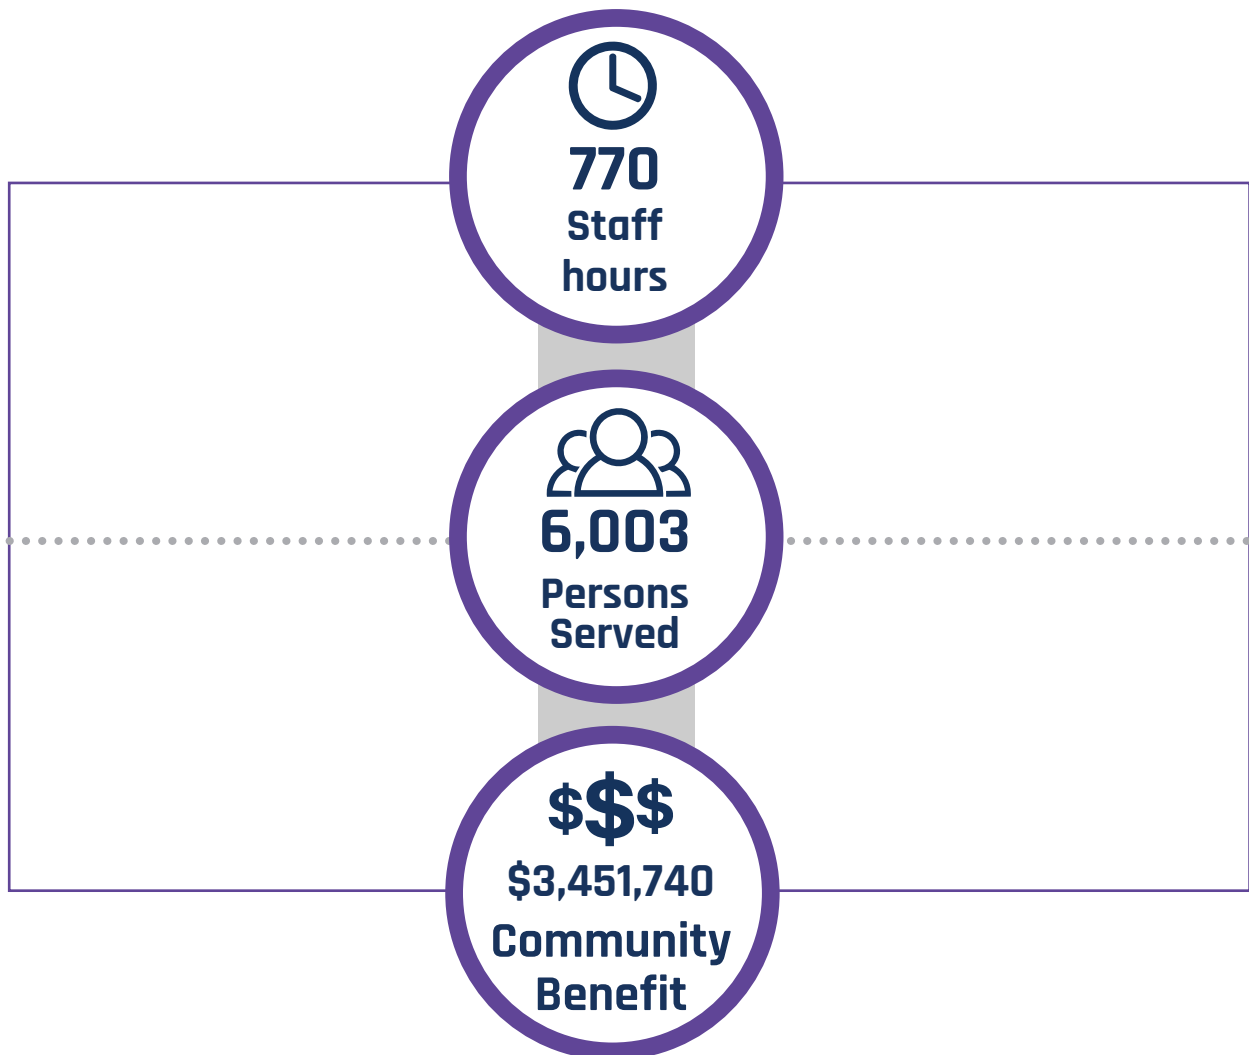 770
Staff
hours
6,003
Persons
Served
$$$
$3,451,740
Community
Benefit